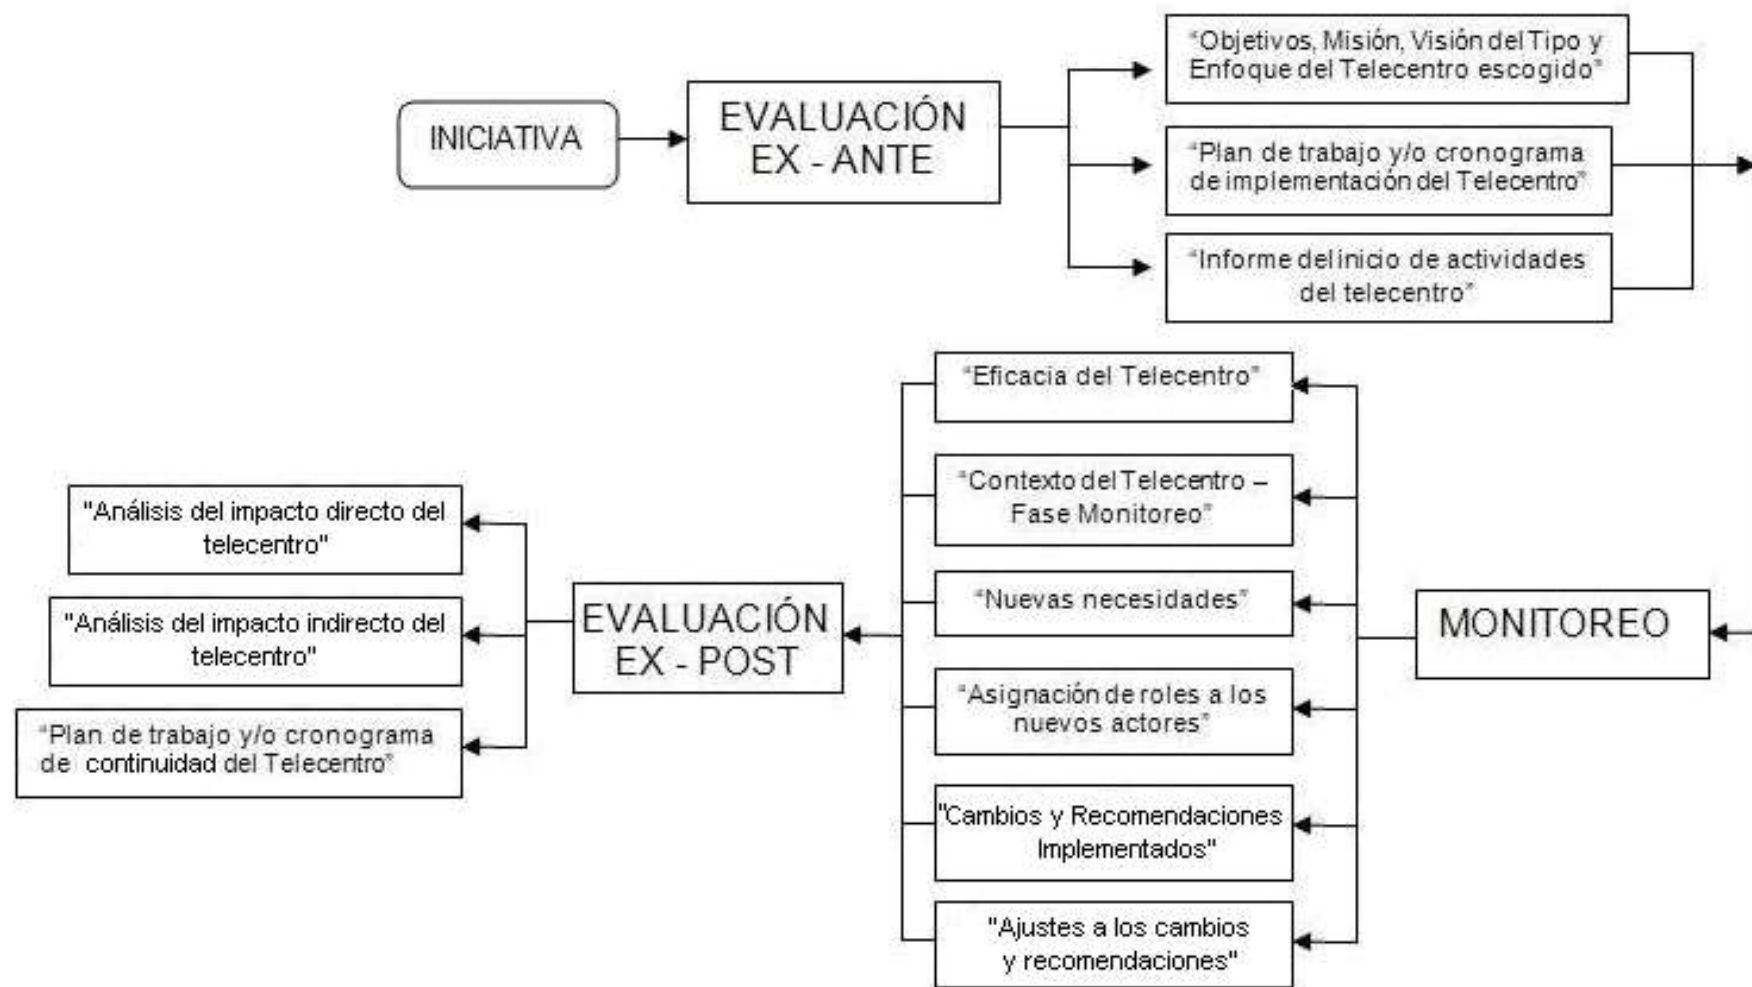 INICIATIVA
EVALUACIÓN
EX - ANTE
“Objetivos, Misión, Visión del Tipo y
Enfoque del Telecentro escogido”
“Plan de trabajo y/o cronograma
de implementación del Telecentro”
“Informe del inicio de actividades
del telecentro”
MONITOREO
“Eficacia del Telecentro”
“Contexto del Telecentro –
Fase Monitoreo”
“Nuevas necesidades”
“Asignación de roles a los
nuevos actores”
"Cambios y Recomendaciones
Implementados"
"Ajustes a los cambios
y recomendaciones"
EVALUACIÓN
EX - POST
"Análisis del impacto directo del
telecentro"
"Análisis del impacto indirecto del
telecentro"
“Plan de trabajo y/o cronograma
de continuidad del Telecentro”